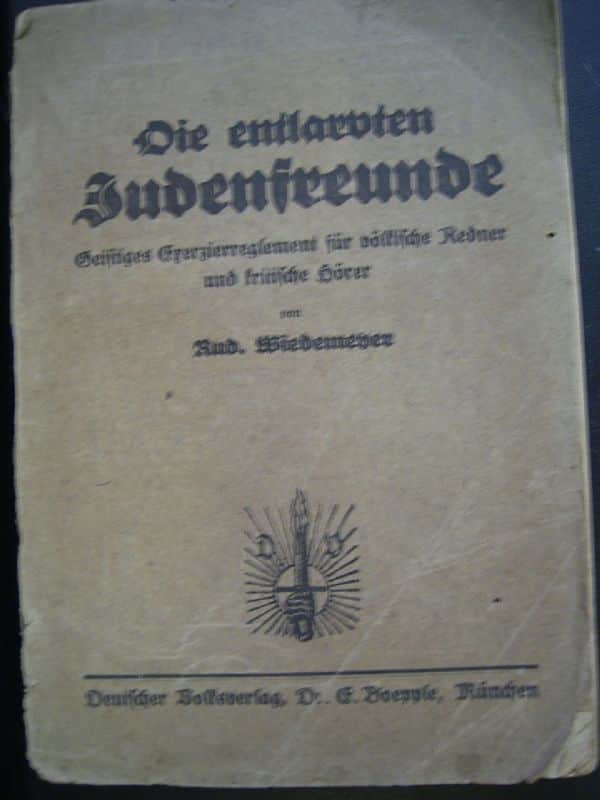 Die entlarvten
Judenfreunde
Geistiges Exerzierreglement für völkische Redner
und kritische Hörer
von
Rud. Wiedemeyer
D V
D
Deutscher Volksverlag, Dr. E. Boepple, München